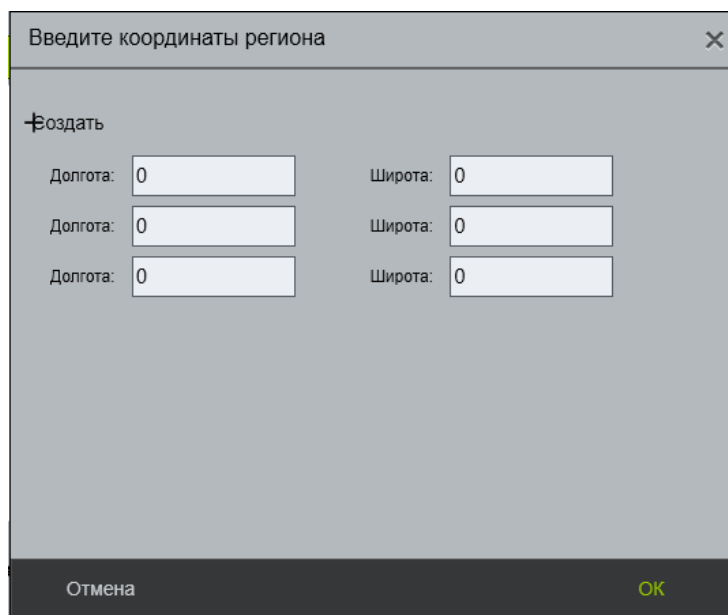 Введите координаты региона
Создать
Долгота: 0 Широта: 0
Долгота: 0 Широта: 0
Долгота: 0 Широта: 0
Отмена OK